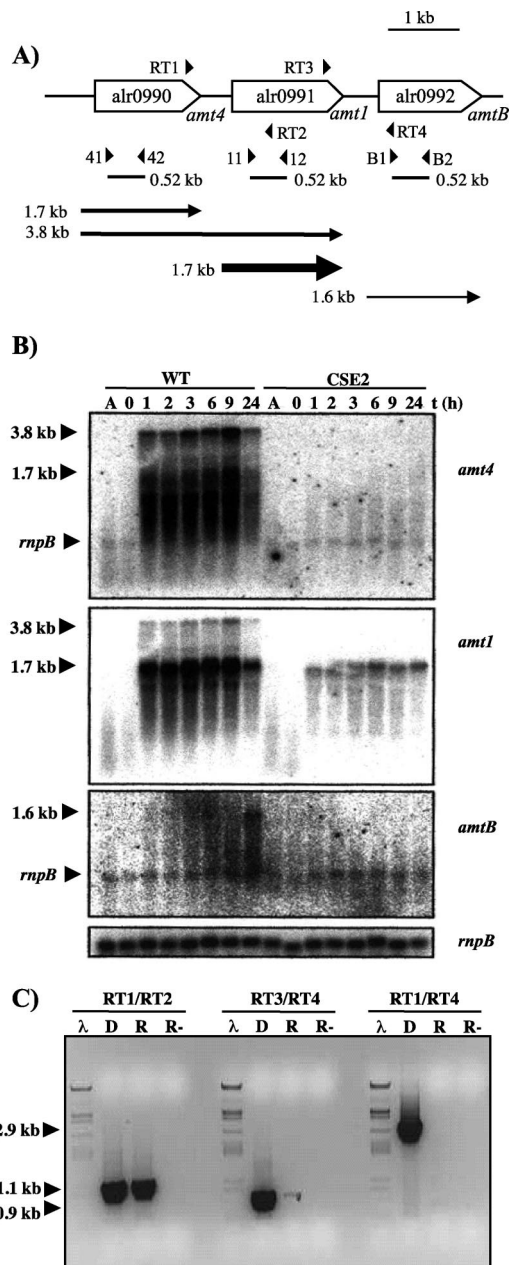 1 kb
A)
RT1 RT3
alr0990 alr0991 alr0992
amt4 amt1 amtB
RT2 RT4
41 42 11 12 B1 B2
0.52 kb 0.52 kb 0.52 kb
1.7 kb
3.8 kb
1.7 kb
1.6 kb
B)
WT CSE2
A 0 1 2 3 6 9 24 A 0 1 2 3 6 9 24 t (h)
3.8 kb
1.7 kb
amt4
rnpB
3.8 kb
amt1
1.7 kb
1.6 kb
amtB
rnpB
rnpB
C)
RT1/RT2 RT3/RT4 RT1/RT4
λ D R R- λ D R R- λ D R R-
2.9 kb
1.1 kb
0.9 kb